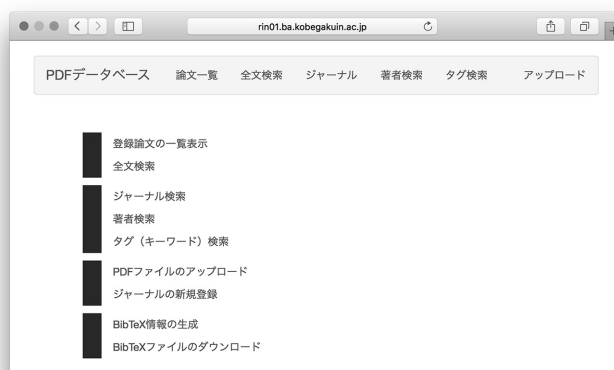 rin01.ba.kobegakuin.ac.jp
PDFデータベース 論文一覧 全文検索 ジャーナル 著者検索 タグ検索 アップロード
登録論文の一覧表示
全文検索
ジャーナル検索
著者検索
タグ（キーワード）検索
PDFファイルのアップロード
ジャーナルの新規登録
BibTeX情報の生成
BibTeXファイルのダウンロード